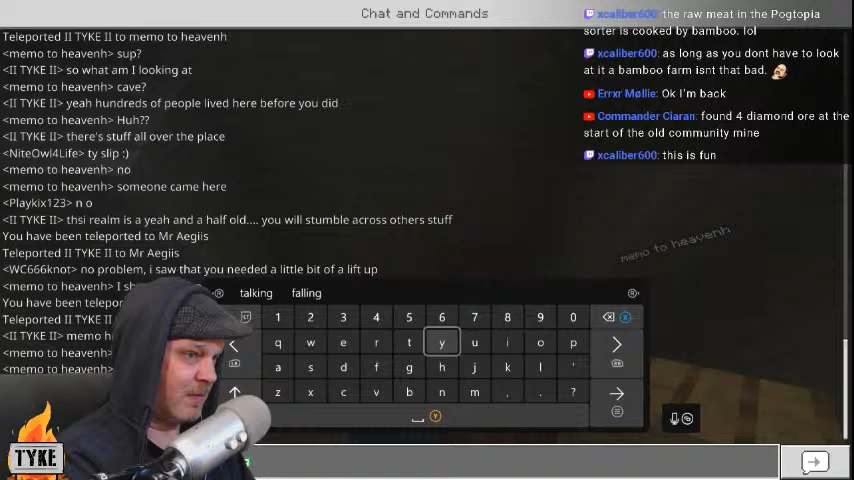 Chat and Commands
Teleported II TYKE II to memo to heavenh
<memo to heavenh> sup?
<II TYKE II> so what am I looking at
<memo to heavenh> cave?
<II TYKE II> yeah hundreds of people lived here before you did
<memo to heavenh> Huh??
<II TYKE II> there's stuff all over the place
<NiteOwl4Life> ty slip :)
<memo to heavenh> no
<memo to heavenh> someone came here
<Playkix123> n o
<II TYKE II> thsi realm is a yeah and a half old.... you will stumble across others stuff
You have been teleported to Mr Aegiis
Teleported II TYKE II to Mr Aegiis
<WC666knot> no problem, i saw that you needed a little bit of a lift up
<memo to heavenh> I sh
You have been teleport
Teleported II TYKE II
<II TYKE II> memo h
<memo to heavenh>
<memo to heavenh>
xcaliber600: the raw meat in the Pogtopia
sorter is cooked by bamboo. lol
xcaliber600: as long as you dont have to look
at it a bamboo farm isnt that bad.
Errxr Møllie: Ok I'm back
Commander Ciaran: found 4 diamond ore at the
start of the old community mine
xcaliber600: this is fun
memo to heavenh
talking falling
1 2 3 4 5 6 7 8 9 0
q w e r t y u i o p
a s d f g h j k l '
z x c v b n m , . ?
TYKE